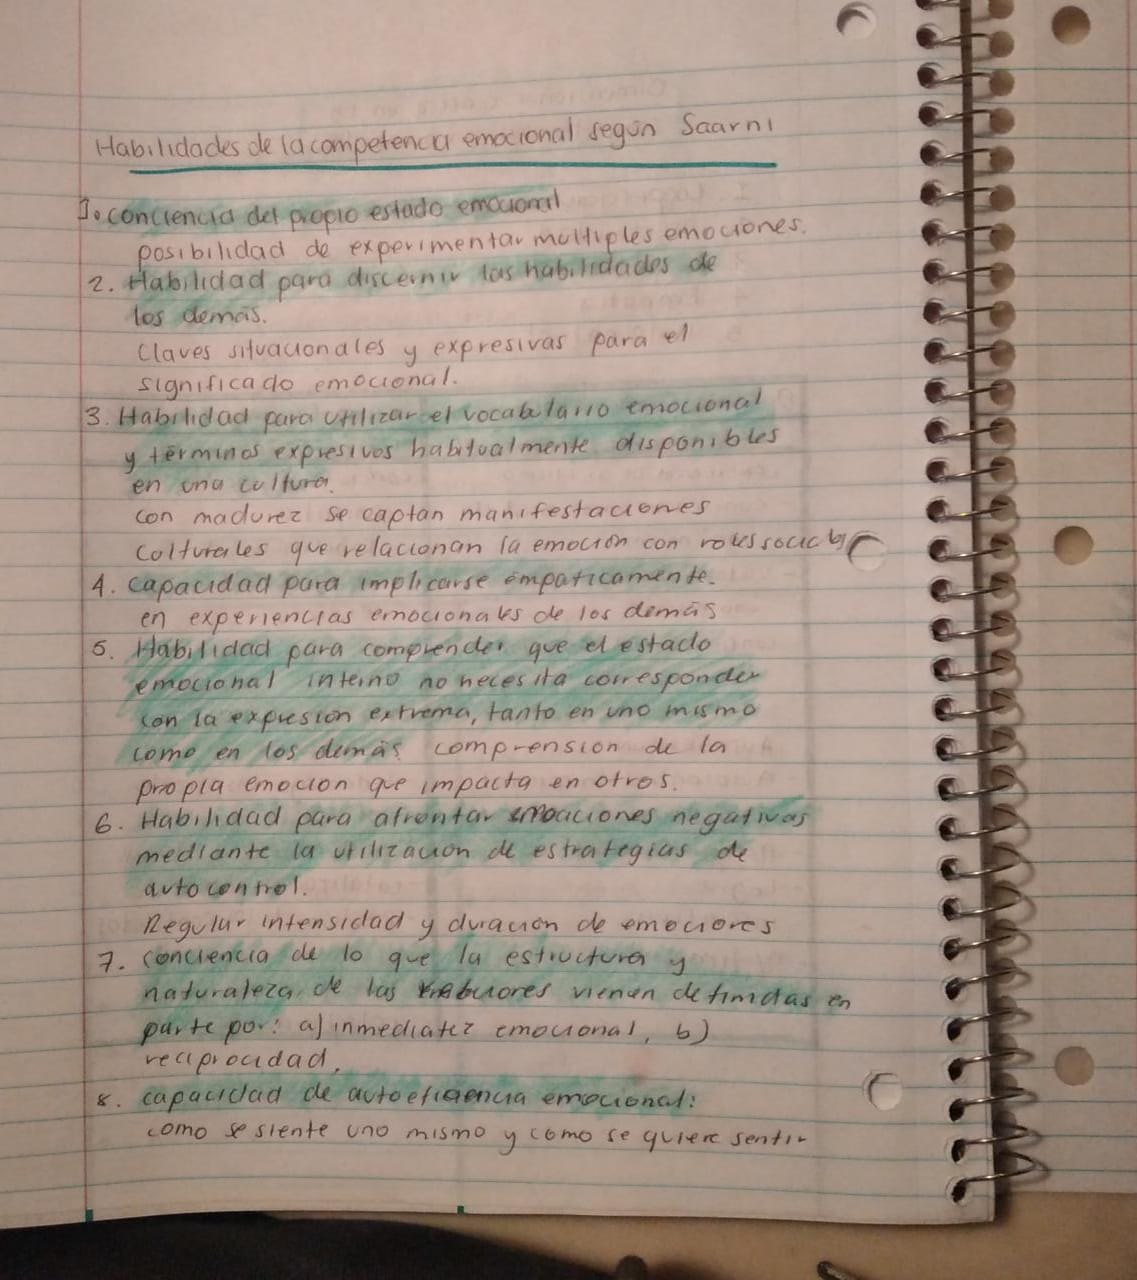 Habilidades de la competencia emocional según Saarni
1. conciencia del propio estado emocional
posibilidad de experimentar multiples emociones.
2. Habilidad para discernir las habilidades de
los demás.
Claves situacionales y expresivas para el
significado emocional.
3. Habilidad para utilizar el vocabulario emocional
y términos expresivos habitualmente disponibles
en una cultura.
con madurez se captan manifestaciones
culturales que relacionan la emoción con roles sociales
4. capacidad para implicarse empaticamente.
en experiencias emocionales de los demás
5. Habilidad para comprender que el estado
emocional interno no necesita corresponder
con la expresión extrema, tanto en uno mismo
como en los demás comprension de la
propia emocion que impacta en otros.
6. Habilidad para afrontar emociones negativas
mediante la utilización de estrategias de
autocontrol.
Regular intensidad y duración de emociones
7. conciencia de lo que la estructura y
naturaleza de las vienen definidas en
parte por: a) inmediatez emocional, b)
reciprocidad,
8. capacidad de autoeficiencia emocional:
como se siente uno mismo y como se quiere sentir